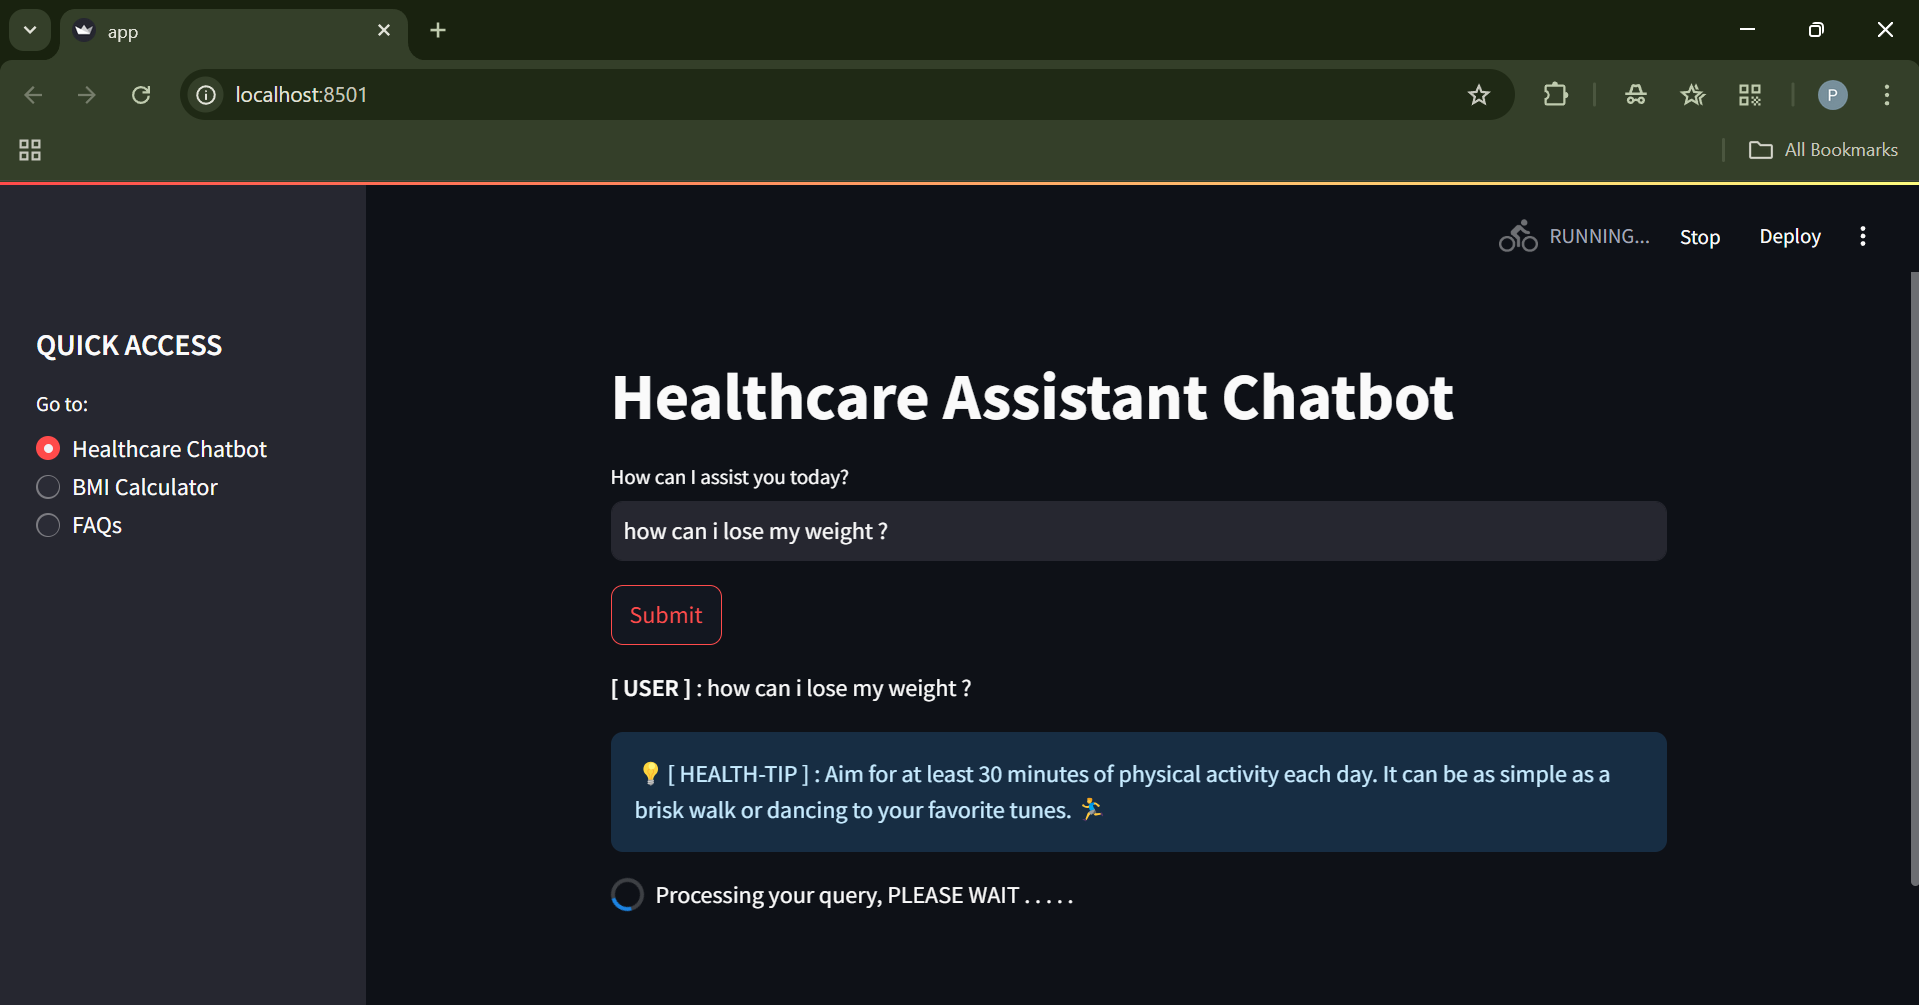 app
localhost:8501
P
All Bookmarks
RUNNING...
Stop
Deploy
QUICK ACCESS
Go to:
Healthcare Chatbot
BMI Calculator
FAQs
Healthcare Assistant Chatbot
How can I assist you today?
how can i lose my weight ?
Submit
[ USER ] : how can i lose my weight ?
💡 [ HEALTH-TIP ] : Aim for at least 30 minutes of physical activity each day. It can be as simple as a
brisk walk or dancing to your favorite tunes. 🏃
Processing your query, PLEASE WAIT . . . . .